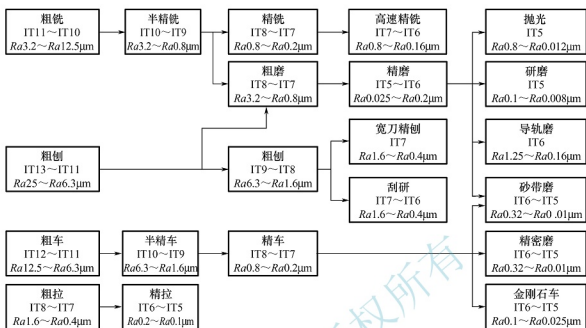 粗铣
IT11～IT10
Ra3.2～Ra12.5μm
半精铣
IT10～IT9
Ra3.2～Ra0.8μm
精铣
IT8～IT7
Ra0.8～Ra0.2μm
高速精铣
IT7～IT6
Ra0.8～Ra0.16μm
抛光
IT5
Ra0.8～Ra0.012μm
粗磨
IT8～IT7
Ra3.2～Ra0.8μm
精磨
IT5～IT6
Ra0.025～Ra0.2μm
研磨
IT5
Ra0.1～Ra0.008μm
粗刨
IT13～IT11
Ra25～Ra6.3μm
粗刨
IT9～IT8
Ra6.3～Ra1.6μm
宽刀精刨
IT7
Ra1.6～Ra0.4μm
导轨磨
IT6
Ra1.25～Ra0.16μm
刮研
IT7～IT6
Ra1.6～Ra0.4μm
砂带磨
IT6～IT5
Ra0.32～Ra0 .01μm
粗车
IT12～IT11
Ra12.5～Ra6.3μm
半精车
IT10～IT9
Ra6.3～Ra1.6μm
精车
IT8～IT7
Ra0.8～Ra0.2μm
精密磨
IT6～IT5
Ra0.32～Ra0.01μm
粗拉
IT8～IT7
Ra1.6～Ra0.4μm
精拉
IT6～IT5
Ra0.2～Ra0.1μm
金刚石车
IT6～IT5
Ra0.1～Ra0.025μm
版权所有